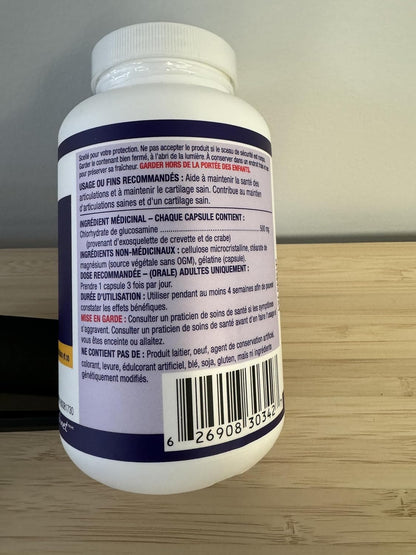 Scellé pour votre protection. Ne pas accepter le produit si le sceau de sécurité est rompu.
Garder le contenant bien fermé, à l'abri de la lumière. À conserver dans un endroit frais et sec
pour préserver sa fraîcheur. GARDER HORS DE LA PORTÉE DES ENFANTS.
USAGE OU FINS RECOMMANDÉS : Aide à maintenir la santé des
articulations et à maintenir le cartilage sain. Contribue au maintien
d'articulations saines et d'un cartilage sain.
INGRÉDIENT MÉDICINAL – CHAQUE CAPSULE CONTIENT :
Chlorhydrate de glucosamine ........................ 500 mg
(provenant d'exosquelette de crevette et de crabe)
INGRÉDIENTS NON-MÉDICINAUX : cellulose microcristalline, stéarate de
magnésium (source végétale sans OGM), gélatine (capsule).
DOSE RECOMMANDÉE – (ORALE) ADULTES UNIQUEMENT :
Prendre 1 capsule 3 fois par jour.
DURÉE D'UTILISATION : Utiliser pendant au moins 4 semaines afin de pouvoir
constater les effets bénéfiques.
MISE EN GARDE : Consulter un praticien de soins de santé si les symptômes
s'aggravent. Consulter un praticien de soins de santé avant d'en faire l'usage si
vous êtes enceinte ou allaitez.
NE CONTIENT PAS DE : Produit laitier, oeuf, agent de conservation artificiel,
colorant, levure, édulcorant artificiel, blé, soja, gluten, maïs ni ingrédients
génétiquement modifiés.
6 26908 30342